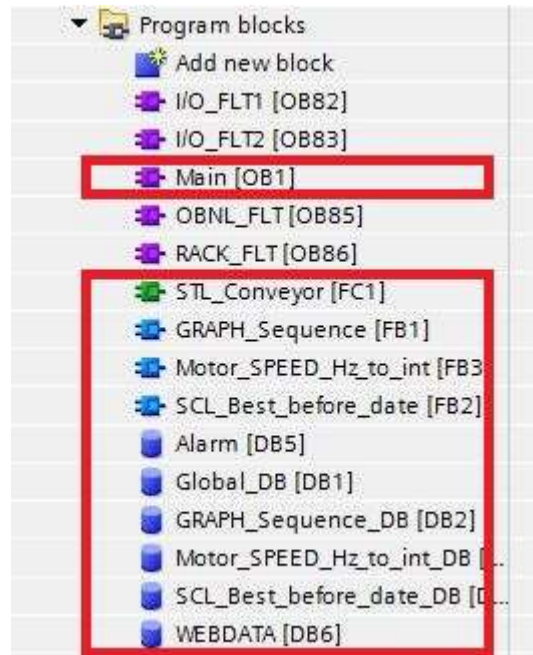 Program blocks
Add new block
I/O_FLT1 [OB82]
I/O_FLT2 [OB83]
Main [OB1]
OBNL_FLT [OB85]
RACK_FLT [OB86]
STL_Conveyor [FC1]
GRAPH_Sequence [FB1]
Motor_SPEED_Hz_to_int [FB3
SCL_Best_before_date [FB2]
Alarm [DB5]
Global_DB [DB1]
GRAPH_Sequence_DB [DB2]
Motor_SPEED_Hz_to_int_DB [...
SCL_Best_before_date_DB [D...
WEBDATA [DB6]